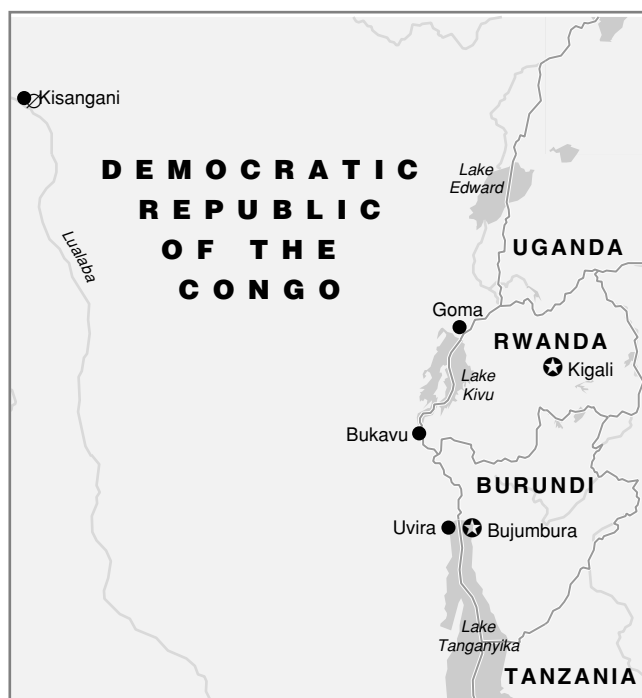 Kisangani
DEMOCRATIC
REPUBLIC
OF THE
CONGO
Lake
Edward
Lualaba
UGANDA
Goma
RWANDA
Kigali
Lake
Kivu
Bukavu
BURUNDI
Uvira
Bujumbura
Lake
Tanganyika
TANZANIA